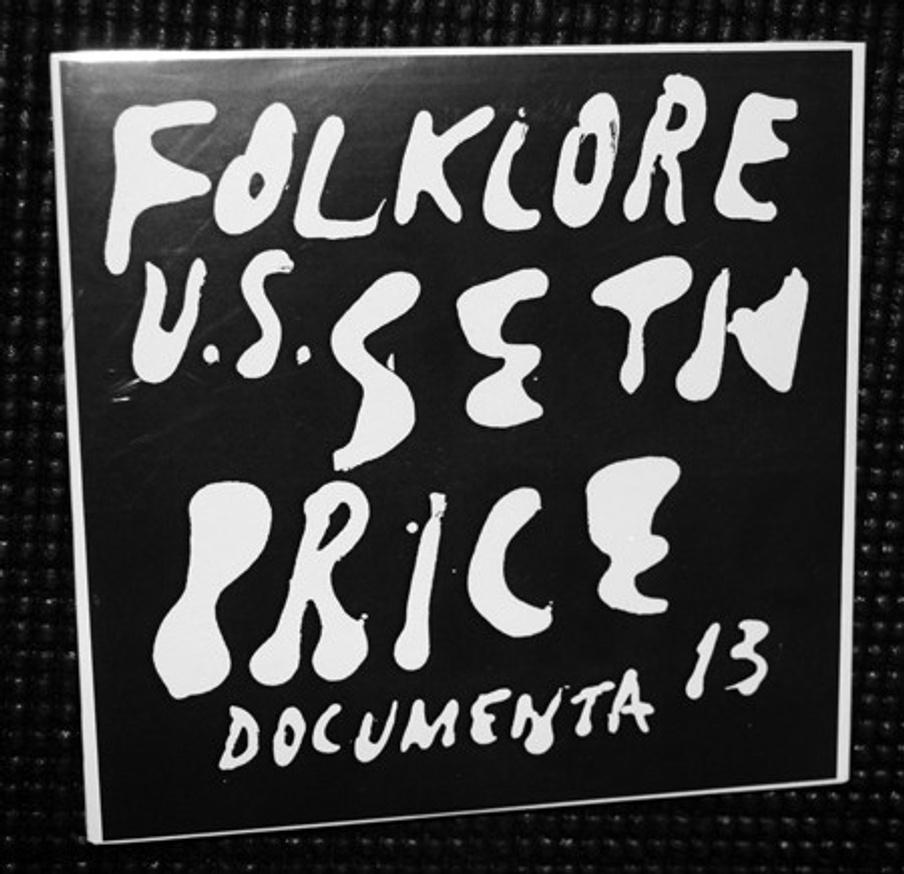 FOLKLORE
U.S. SETH
PRICE
DOCUMENTA 13